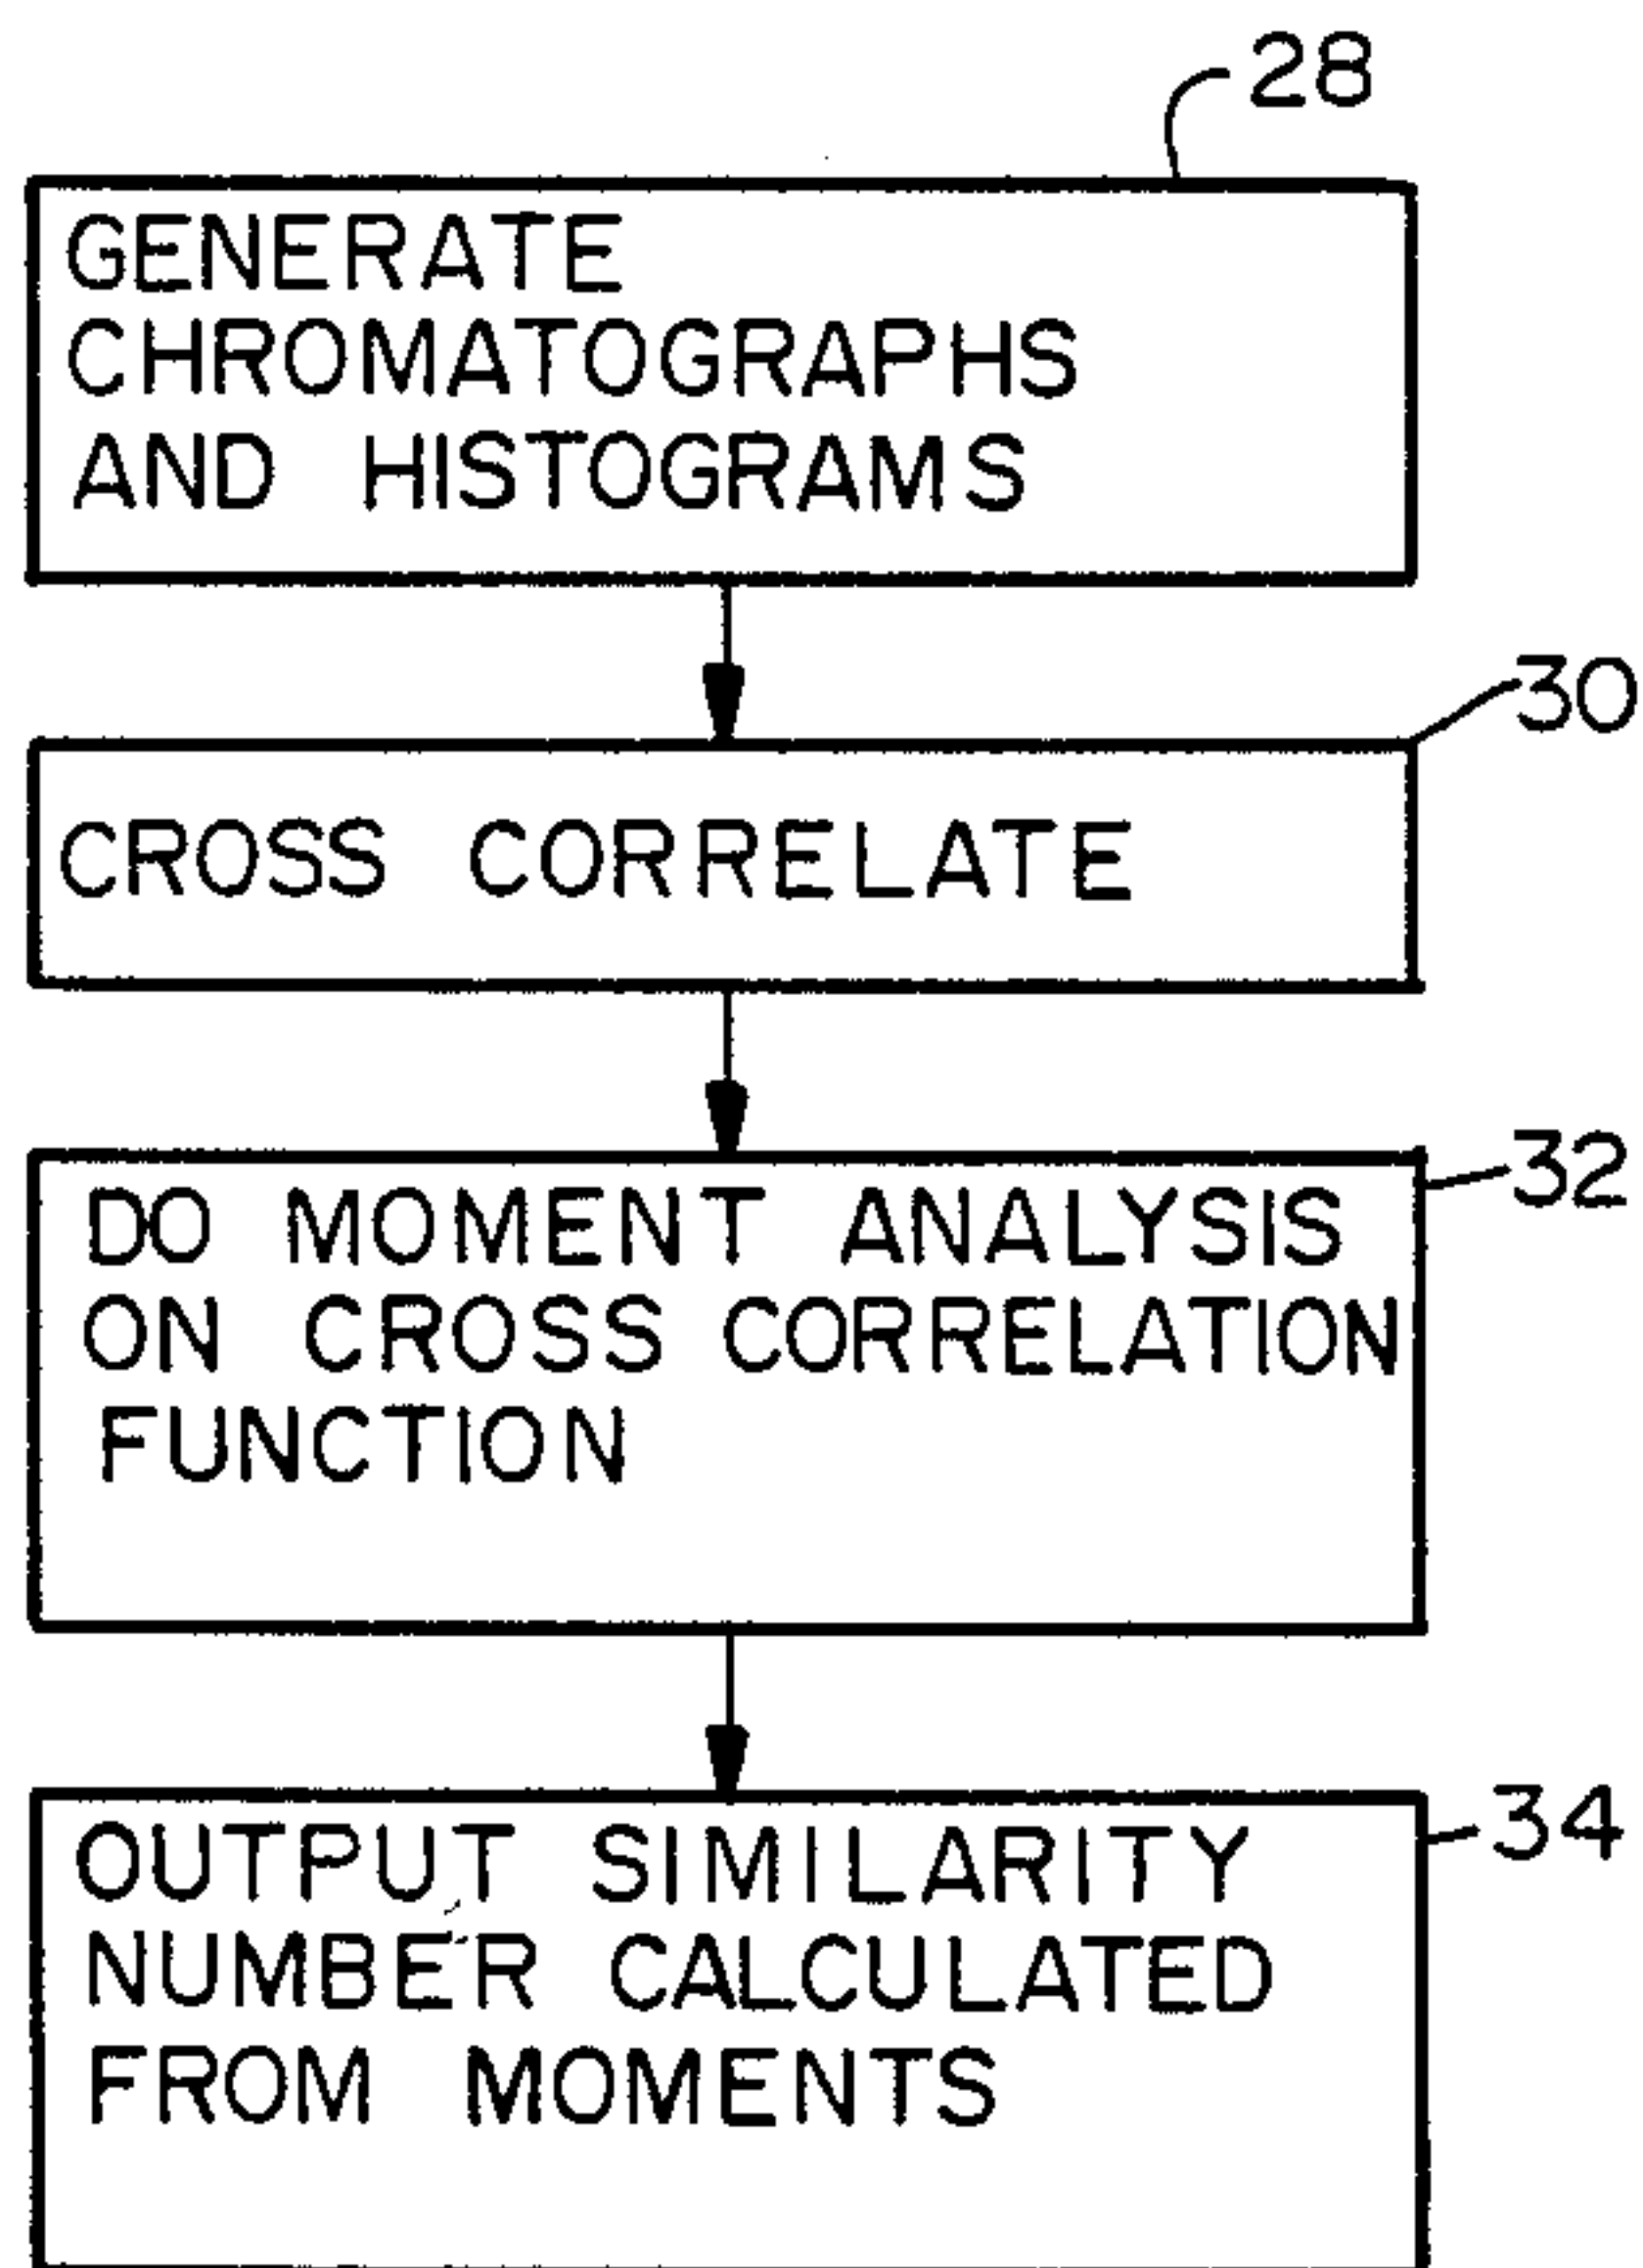 28
GENERATE
CHROMATOGRAPHS
AND HISTOGRAMS
30
CROSS CORRELATE
32
DO MOMENT ANALYSIS
ON CROSS CORRELATION
FUNCTION
34
OUTPUT SIMILARITY
NUMBER CALCULATED
FROM MOMENTS